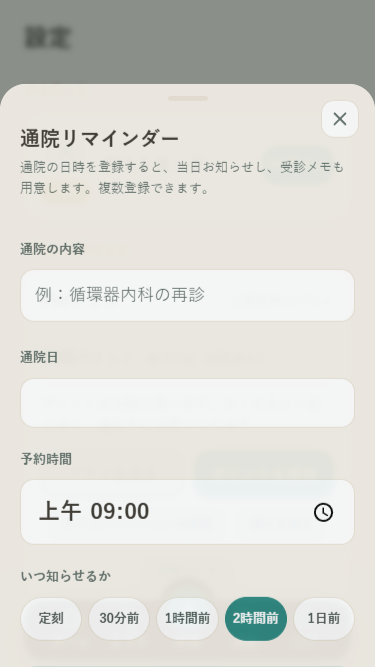 設定
通院リマインダー
通院の日時を登録すると、当日お知らせし、受診メモも
用意します。複数登録できます。
通院の内容
例：循環器内科の再診
通院日
予約時間
上午 09:00
いつ知らせるか
定刻 30分前 1時間前 2時間前 1日前